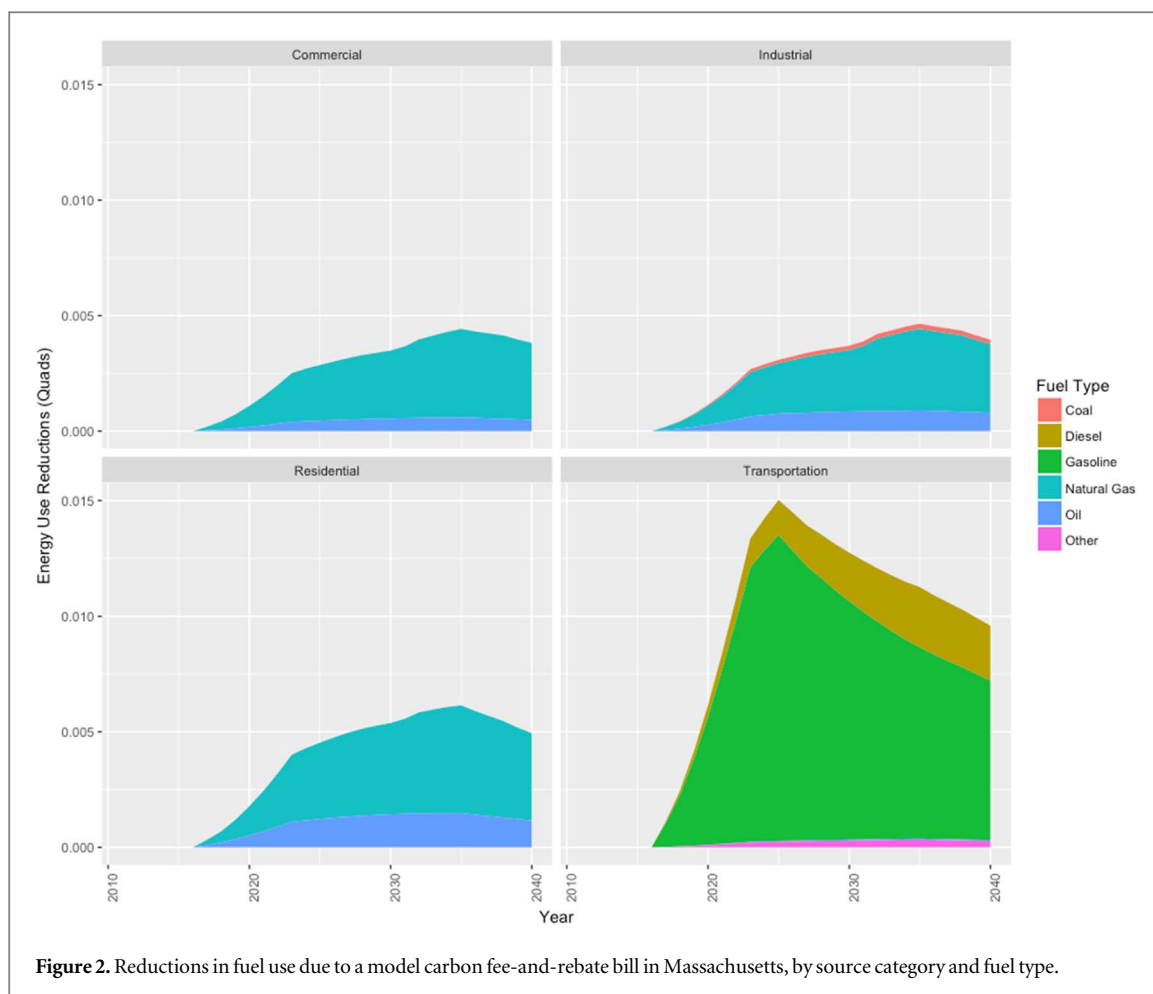 Commercial
Industrial
0.015
0.010
0.005
0.000
Residential
Transportation
0.015
0.010
0.005
0.000
Energy Use Reductions (Quads)
2010
2020
2030
2040
2010
2020
2030
2040
Year
Fuel Type
Coal
Diesel
Gasoline
Natural Gas
Oil
Other
Figure 2. Reductions in fuel use due to a model carbon fee-and-rebate bill in Massachusetts, by source category and fuel type.